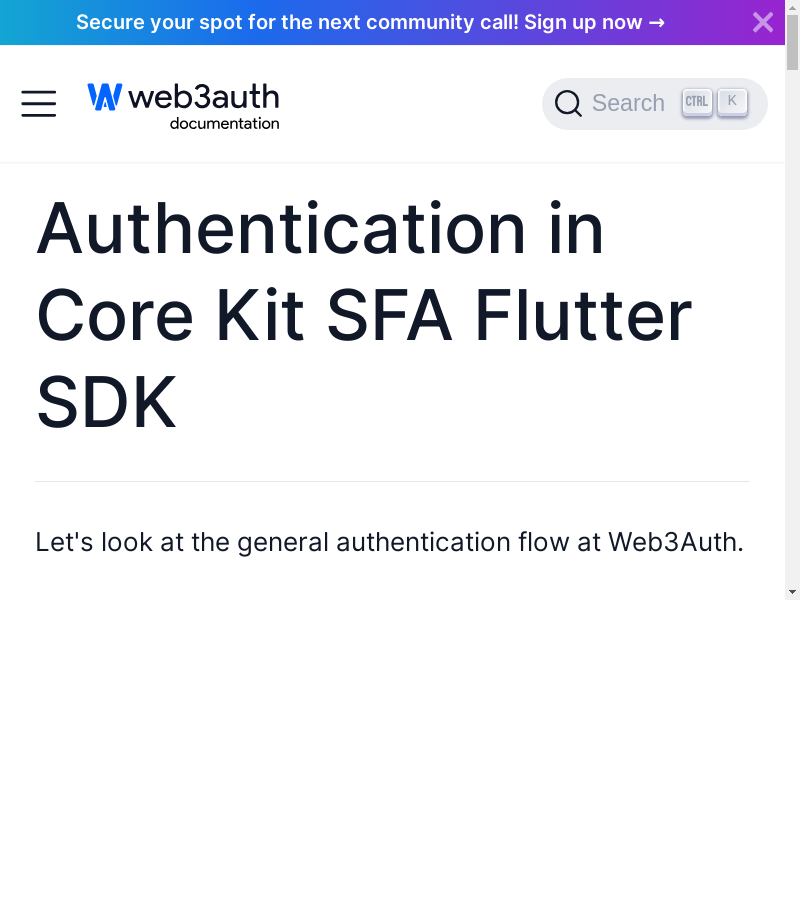 Secure your spot for the next community call! Sign up now →
web3auth
documentation
Search CTRL K
Authentication in
Core Kit SFA Flutter
SDK
Let's look at the general authentication flow at Web3Auth.